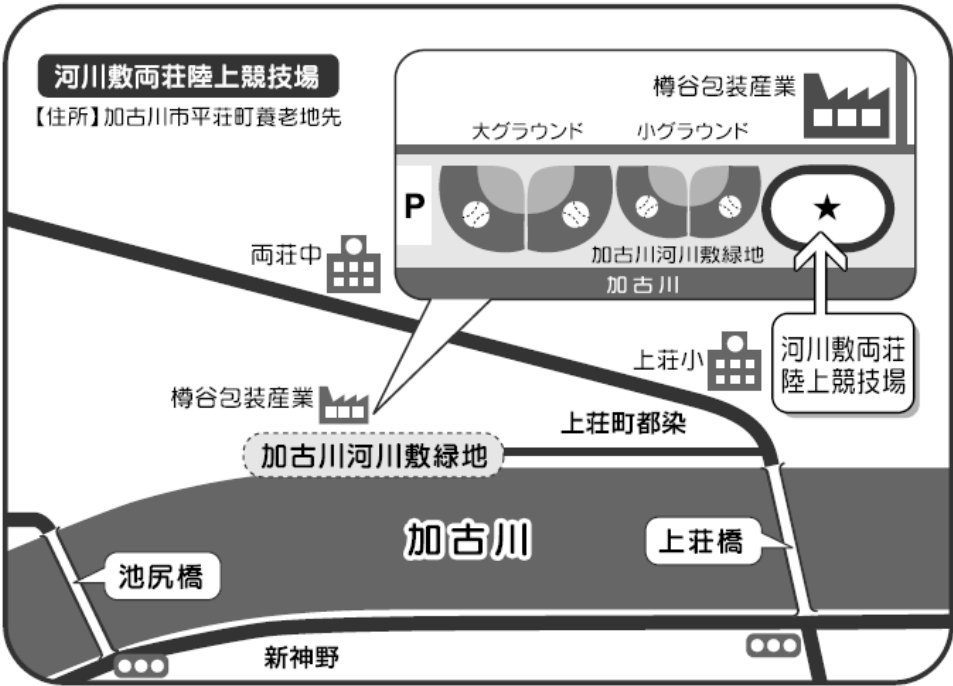 河川敷両荘陸上競技場
【住所】加古川市平荘町養老地先
樽谷包装産業
大グラウンド
小グラウンド
P
加古川河川敷緑地
加古川
両荘中
上荘小
河川敷両荘
陸上競技場
樽谷包装産業
上荘町都染
加古川河川敷緑地
加古川
上荘橋
池尻橋
新神野